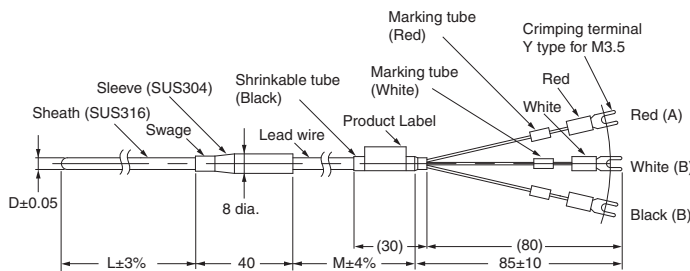 Marking tube
(Red)
Crimping terminal
Y type for M3.5
Sleeve (SUS304)
Shrinkable tube
(Black)
Marking tube
(White)
Red
Sheath (SUS316)
Product Label
White
Red (A)
Swage
Lead wire
White (B)
D±0.05
8 dia.
Black (B)
(30)
(80)
L±3%
40
M±4%
85±10